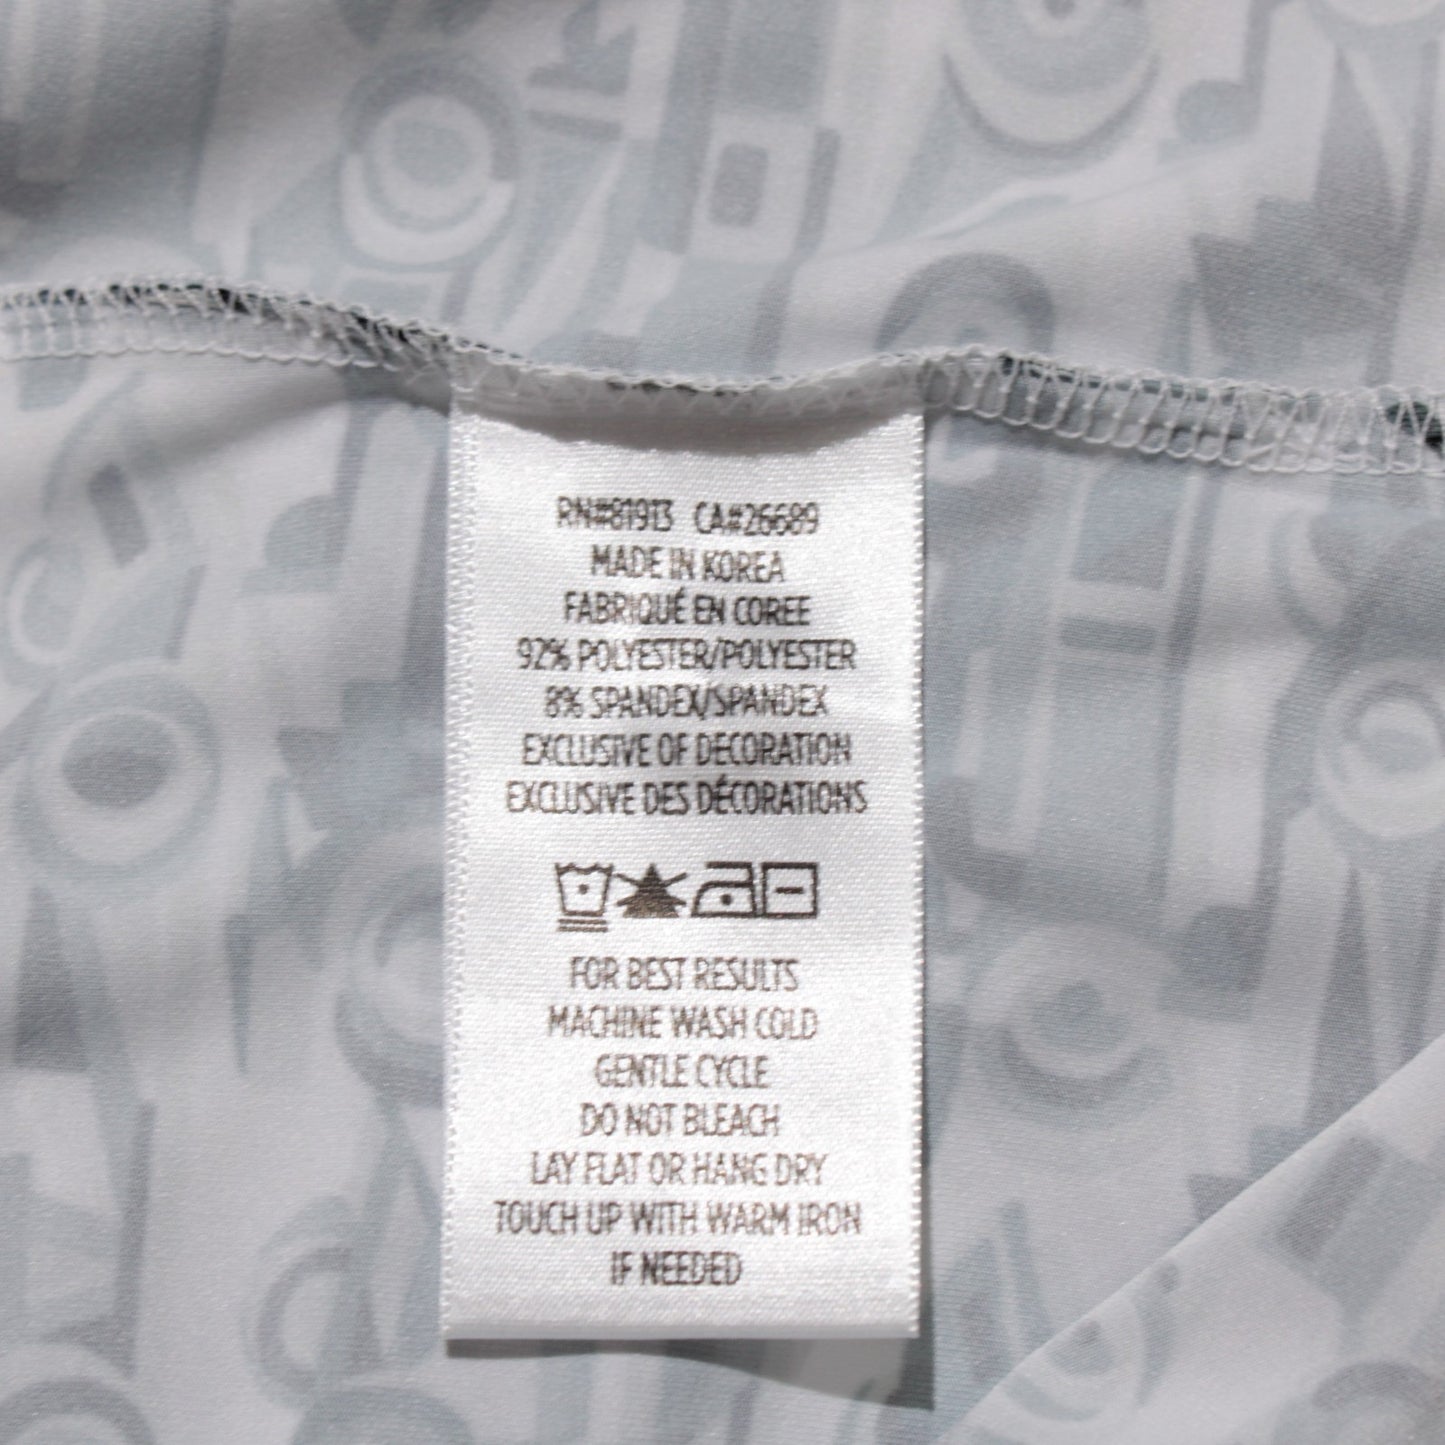 RN#81913 CA#26689
MADE IN KOREA
FABRIQUÉ EN COREE
92% POLYESTER/POLYESTER
8% SPANDEX/SPANDEX
EXCLUSIVE OF DECORATION
EXCLUSIVE DES DÉCORATIONS
FOR BEST RESULTS
MACHINE WASH COLD
GENTLE CYCLE
DO NOT BLEACH
LAY FLAT OR HANG DRY
TOUCH UP WITH WARM IRON
IF NEEDED